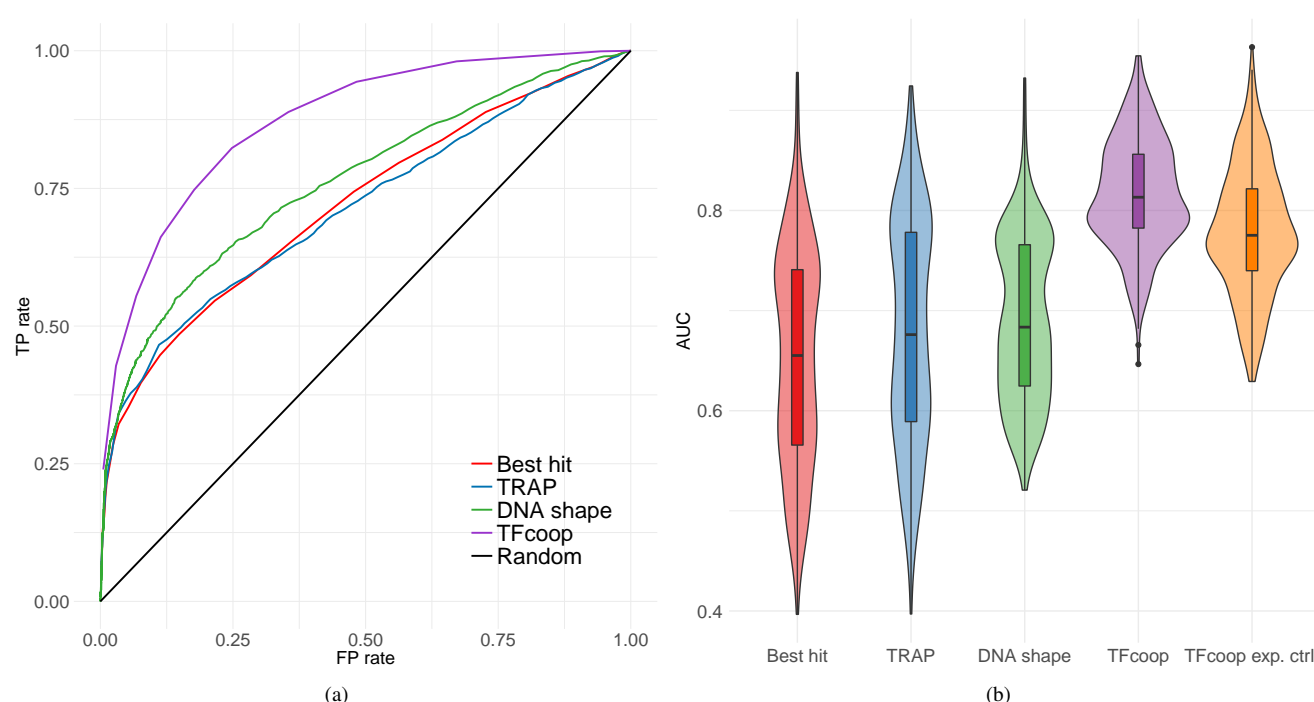 1.00
0.75
0.50
0.25
0.00
TP rate
0.00 0.25 0.50 0.75 1.00
FP rate
Best hit
TRAP
DNA shape
TFcoop
Random
(a)
0.8
0.6
0.4
AUC
Best hit TRAP DNA shape TFcoop TFcoop exp. ctrl
(b)